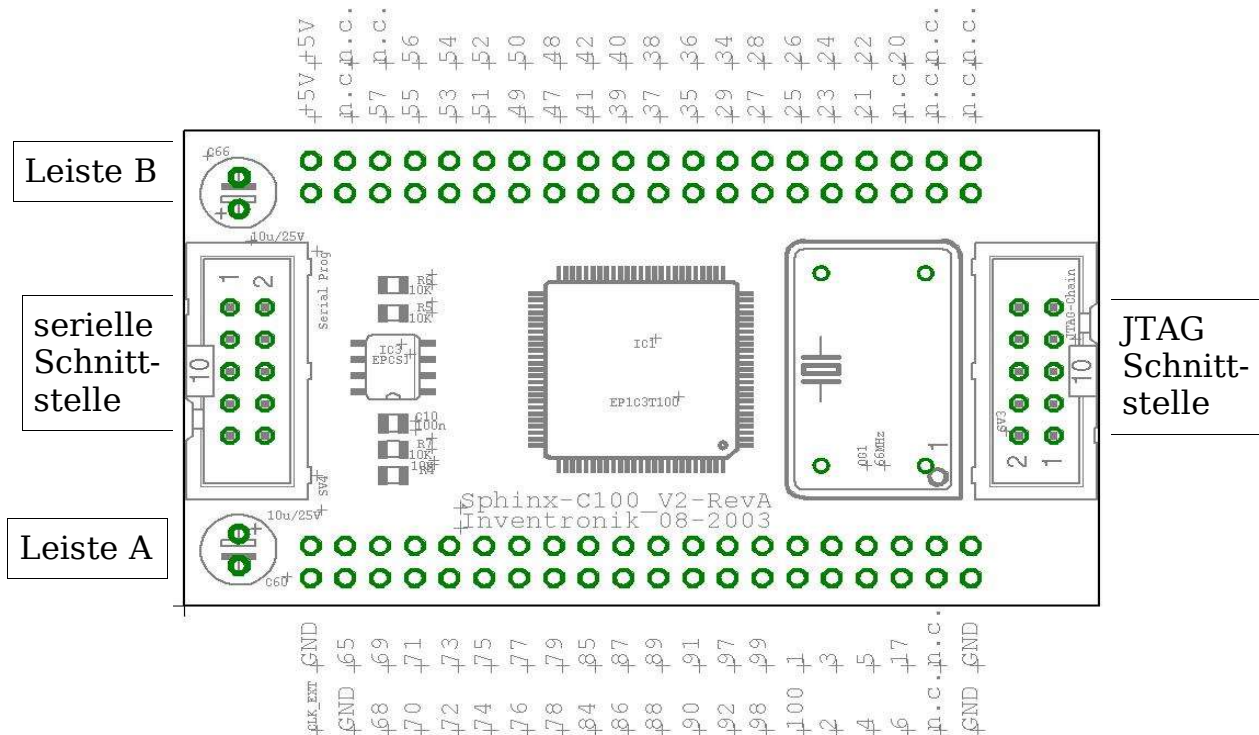 +5V n.c. n.c. 56 54 52 50 48 42 40 38 36 34 28 26 24 22 20 n.c. n.c.
+5V n.c. 57 55 53 51 49 47 41 39 37 35 29 27 25 23 21 n.c. n.c. n.c.
Leiste B
C66
+
10u/25V
1 2
Serial Prog
10
SV4
serielle
Schnitt-
stelle
R6
10K
R5
10K
IC3
EPCS1
C10
100n
R7
10K
10K
R4
IC1
EP1C3T100
QG1
66MHz
1
JTAG-Chain
10
6V3
2 1
JTAG
Schnitt-
stelle
Sphinx-C100_V2-RevA
Inventronik 08-2003
Leiste A
10u/25V
+
C60
GND 65 69 71 73 75 77 79 85 87 89 91 97 99 1 3 5 17 n.c. GND
CLK_EXT GND 68 70 72 74 76 78 84 86 88 90 92 98 100 2 4 6 n.c. GND